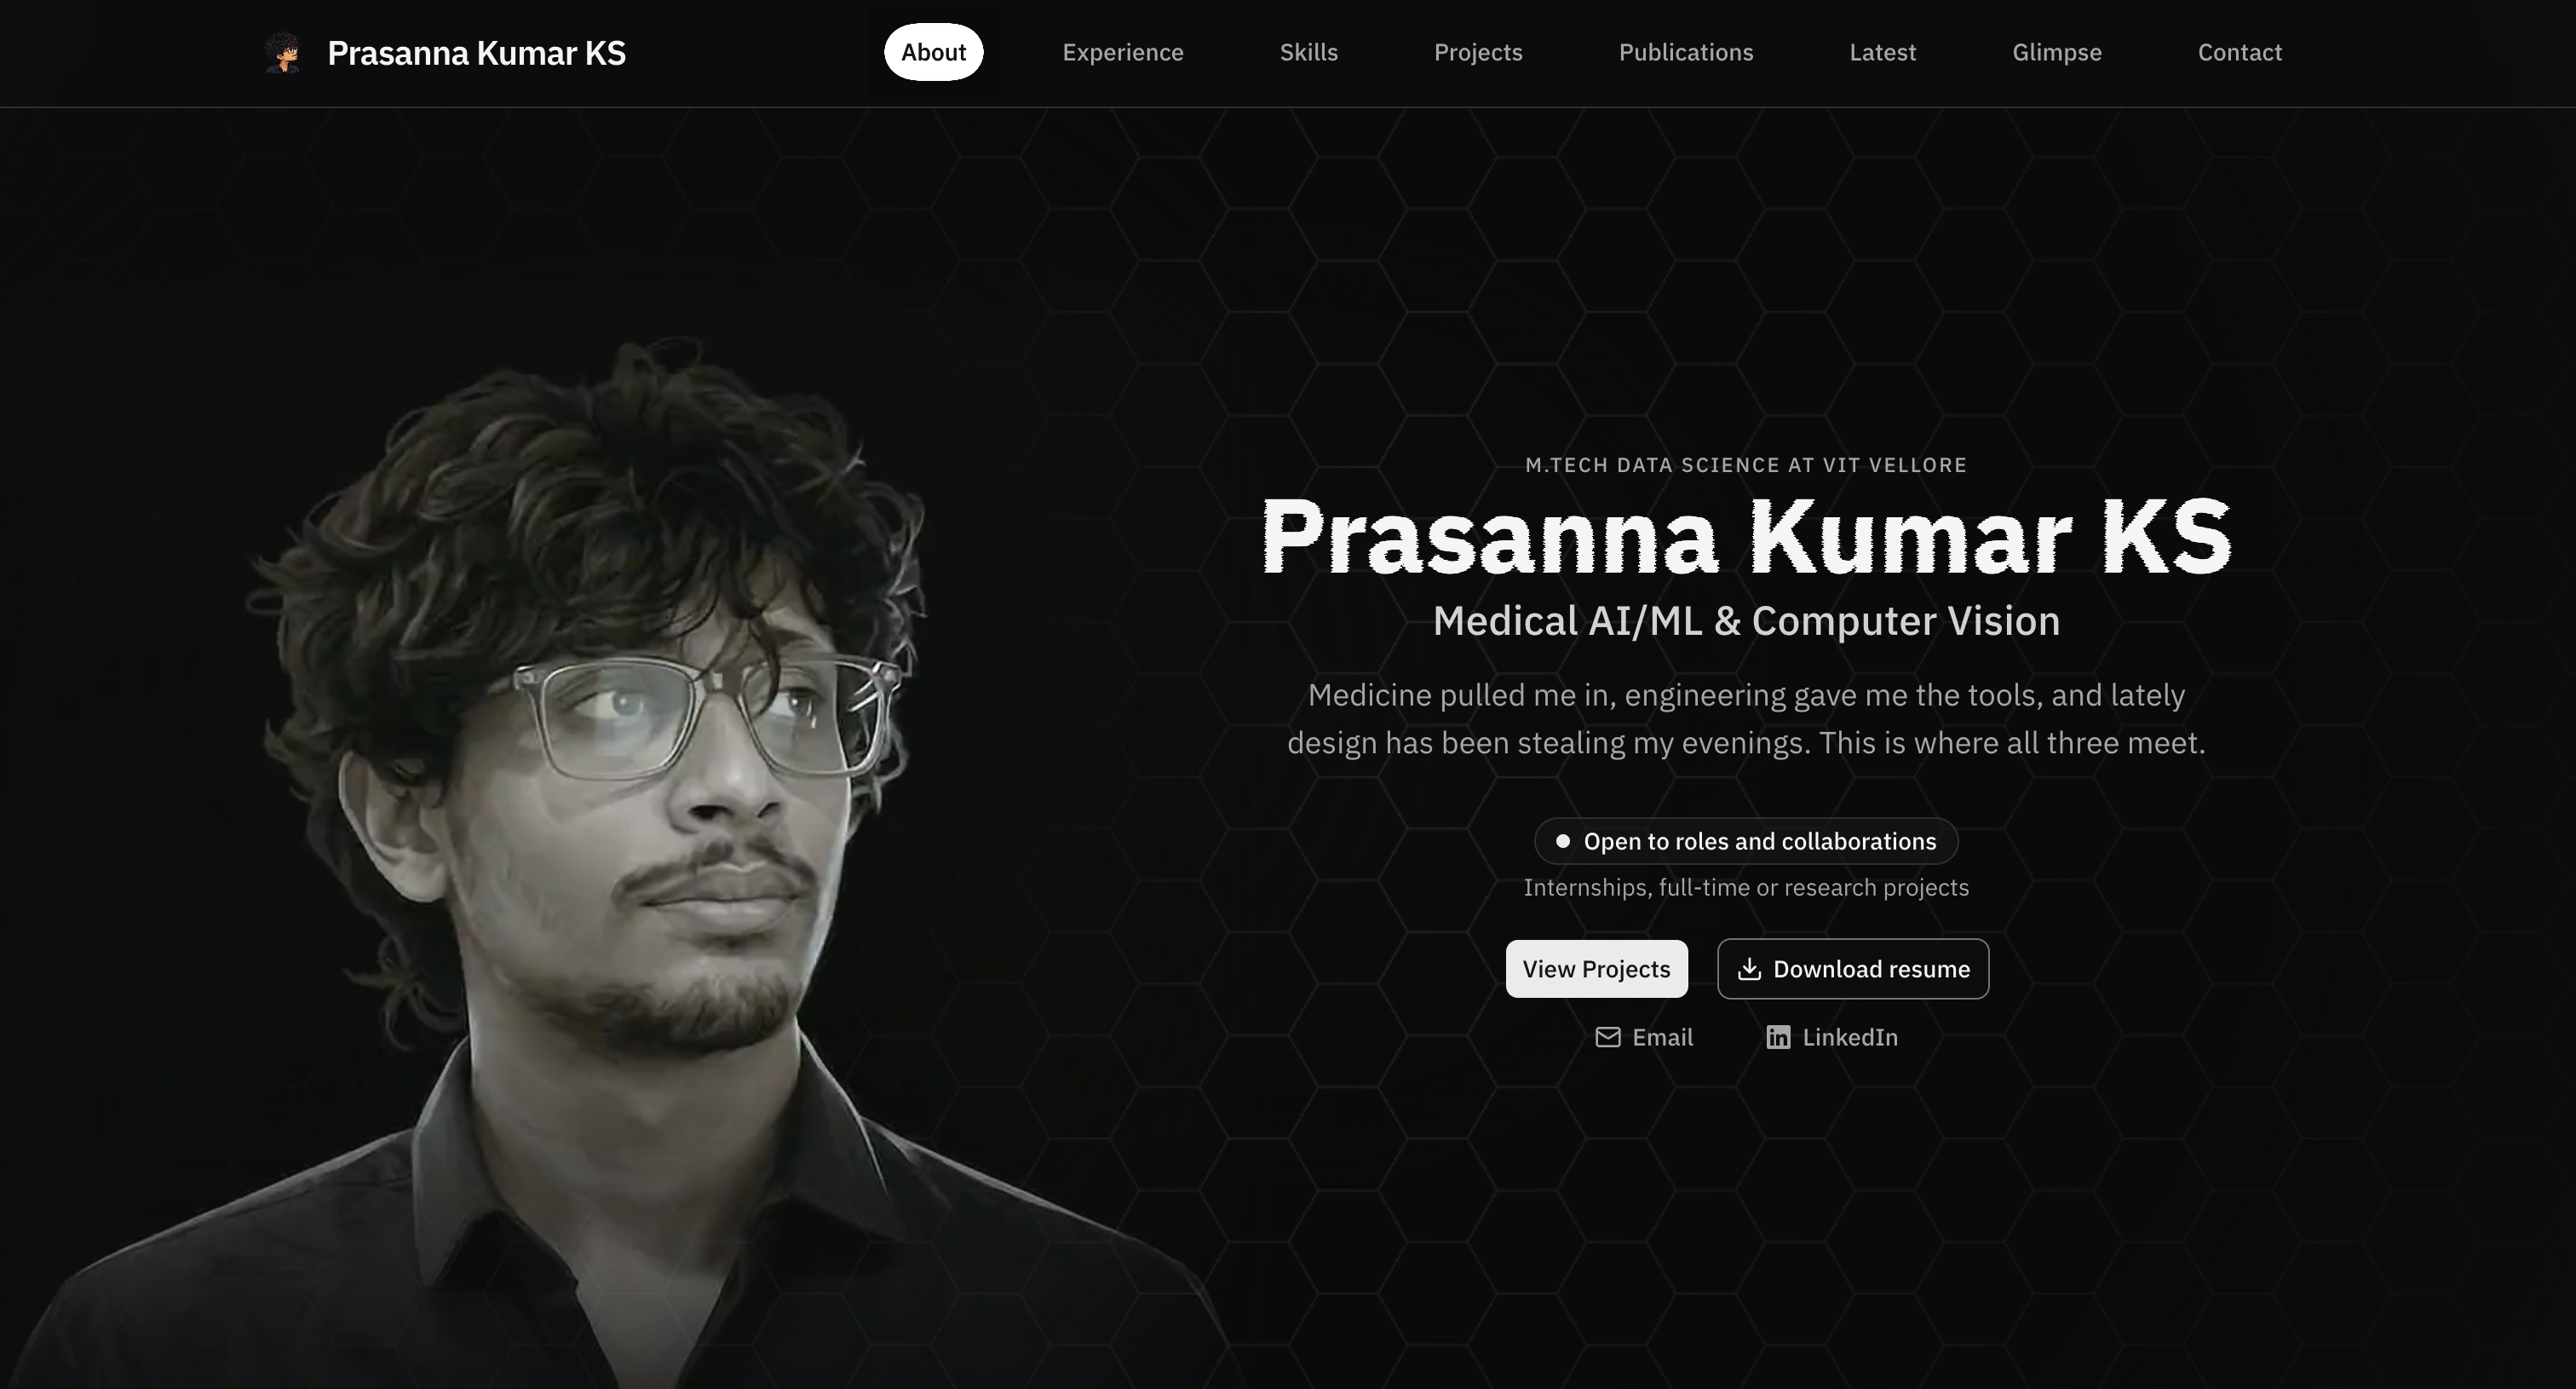 Prasanna Kumar KS
About
Experience
Skills
Projects
Publications
Latest
Glimpse
Contact
M.TECH DATA SCIENCE AT VIT VELLORE
Prasanna Kumar KS
Medical AI/ML & Computer Vision
Medicine pulled me in, engineering gave me the tools, and lately
design has been stealing my evenings. This is where all three meet.
Open to roles and collaborations
Internships, full-time or research projects
View Projects
Download resume
Email
LinkedIn